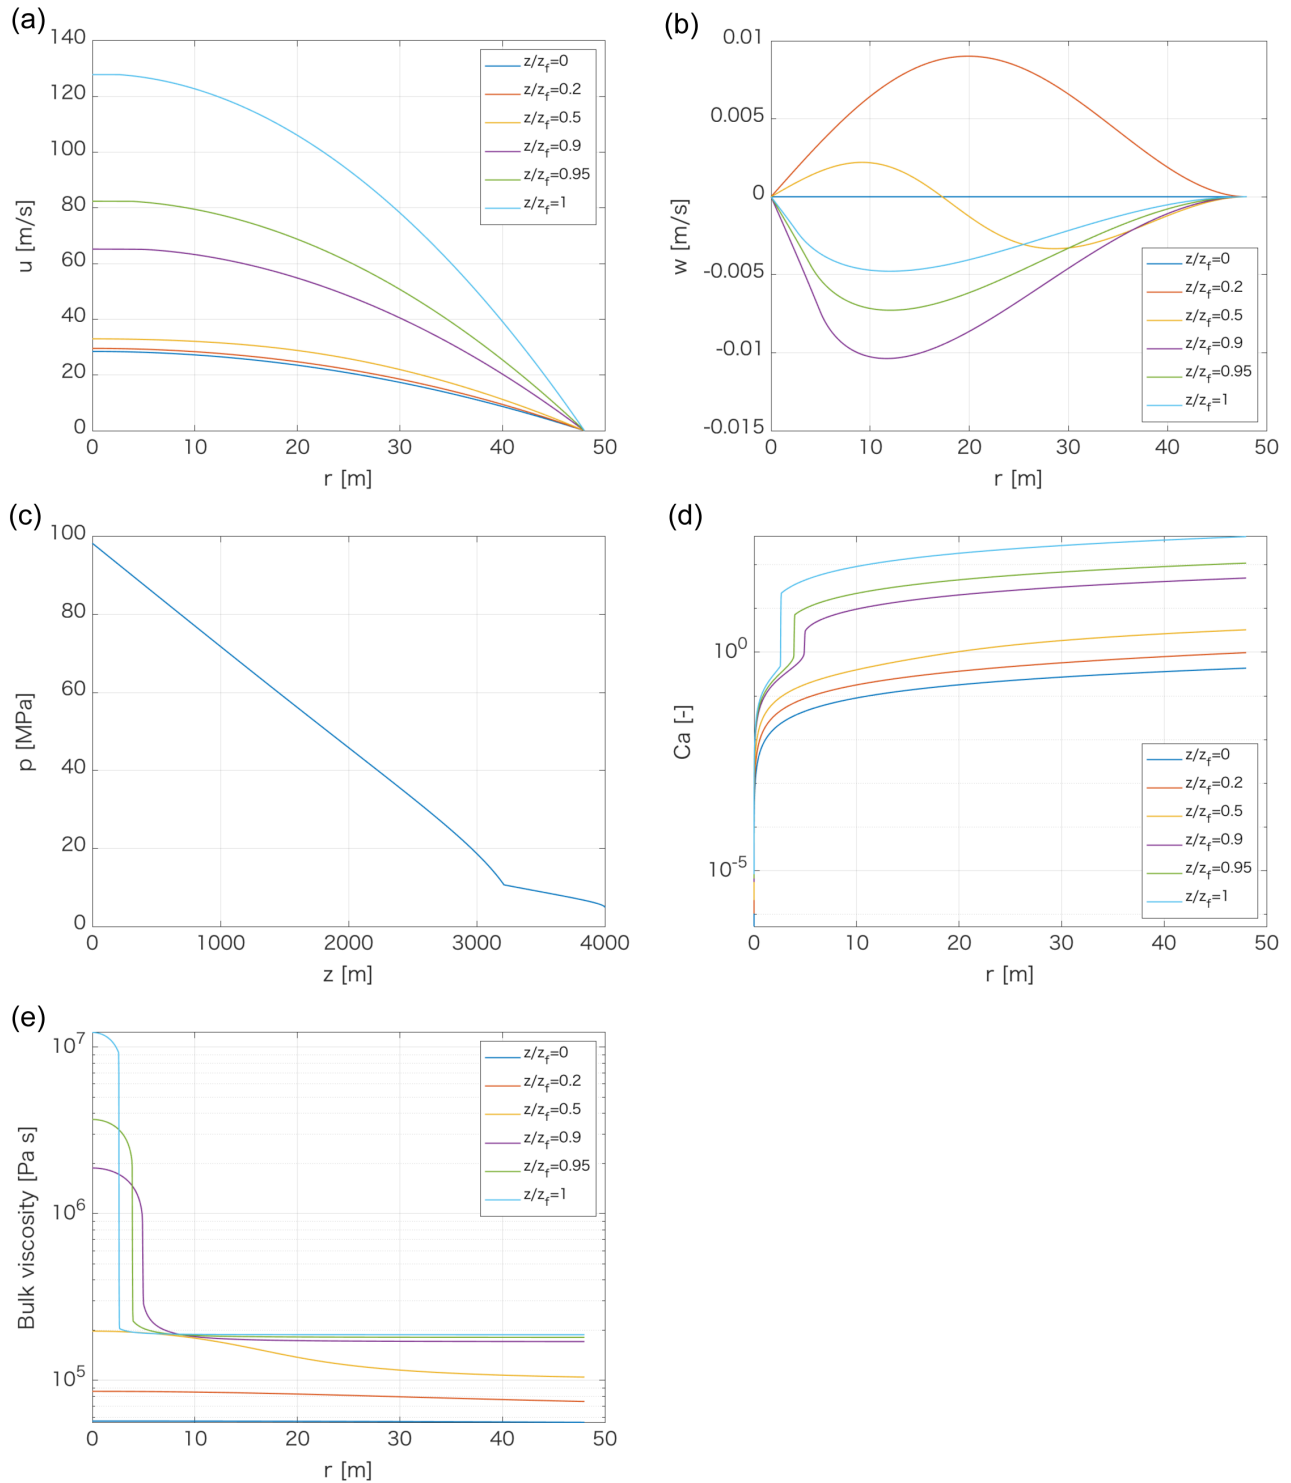 (a)
140
120
100
80
60
40
20
0
u [m/s]
0 10 20 30 40 50
r [m]
z/z_f=0
z/z_f=0.2
z/z_f=0.5
z/z_f=0.9
z/z_f=0.95
z/z_f=1
(b)
0.01
0.005
0
-0.005
-0.01
-0.015
w [m/s]
0 10 20 30 40 50
r [m]
z/z_f=0
z/z_f=0.2
z/z_f=0.5
z/z_f=0.9
z/z_f=0.95
z/z_f=1
(c)
100
80
60
40
20
0
p [MPa]
0 1000 2000 3000 4000
z [m]
(d)
10^0
10^-5
Ca [-]
0 10 20 30 40 50
r [m]
z/z_f=0
z/z_f=0.2
z/z_f=0.5
z/z_f=0.9
z/z_f=0.95
z/z_f=1
(e)
10^7
10^6
10^5
Bulk viscosity [Pa s]
0 10 20 30 40 50
r [m]
z/z_f=0
z/z_f=0.2
z/z_f=0.5
z/z_f=0.9
z/z_f=0.95
z/z_f=1